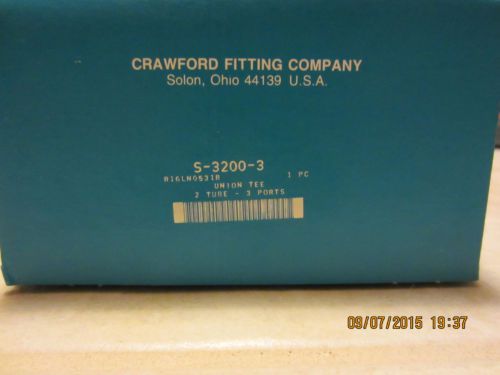 CRAWFORD FITTING COMPANY
Solon, Ohio 44139 U.S.A.
S-3200-3
R16LN0531R 1 PC
UNION TEE
2 TUBE - 3 PORTS
09/07/2015 19:37